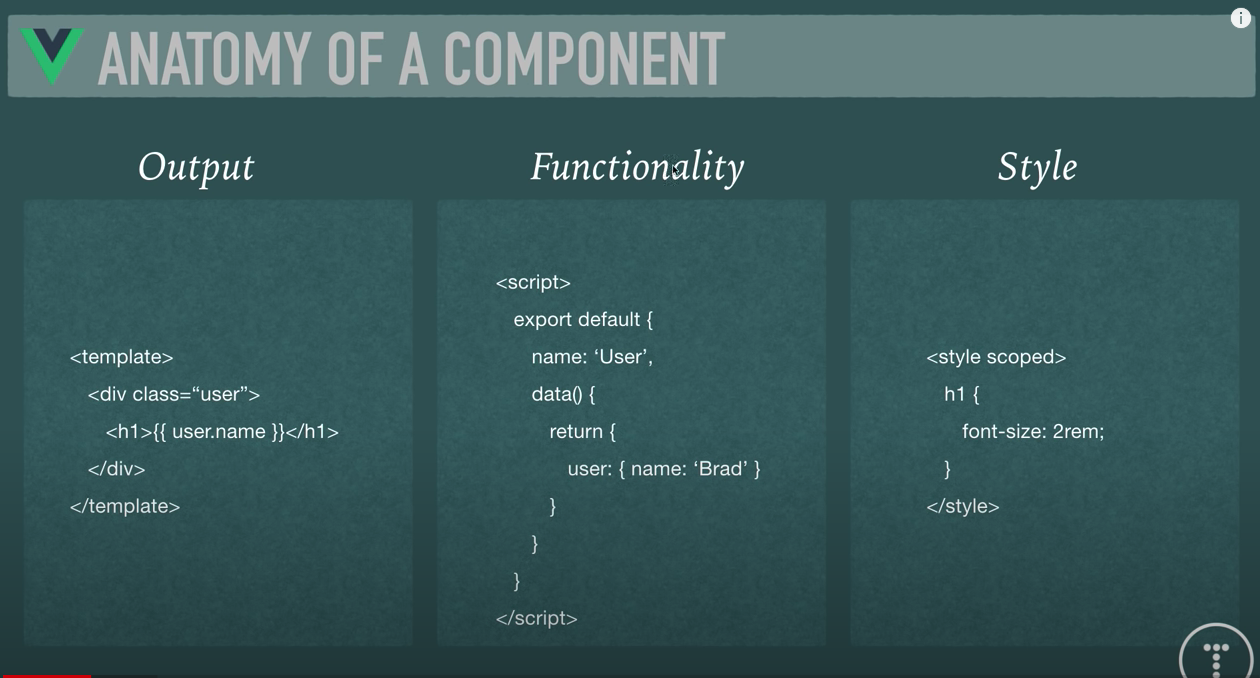 ANATOMY OF A COMPONENT
Output
<template>
<div class=“user”>
<h1>{{ user.name }}</h1>
</div>
</template>
Functionality
<script>
export default {
name: ‘User’,
data() {
return {
user: { name: ‘Brad’ }
}
}
}
</script>
Style
<style scoped>
h1 {
font-size: 2rem;
}
</style>